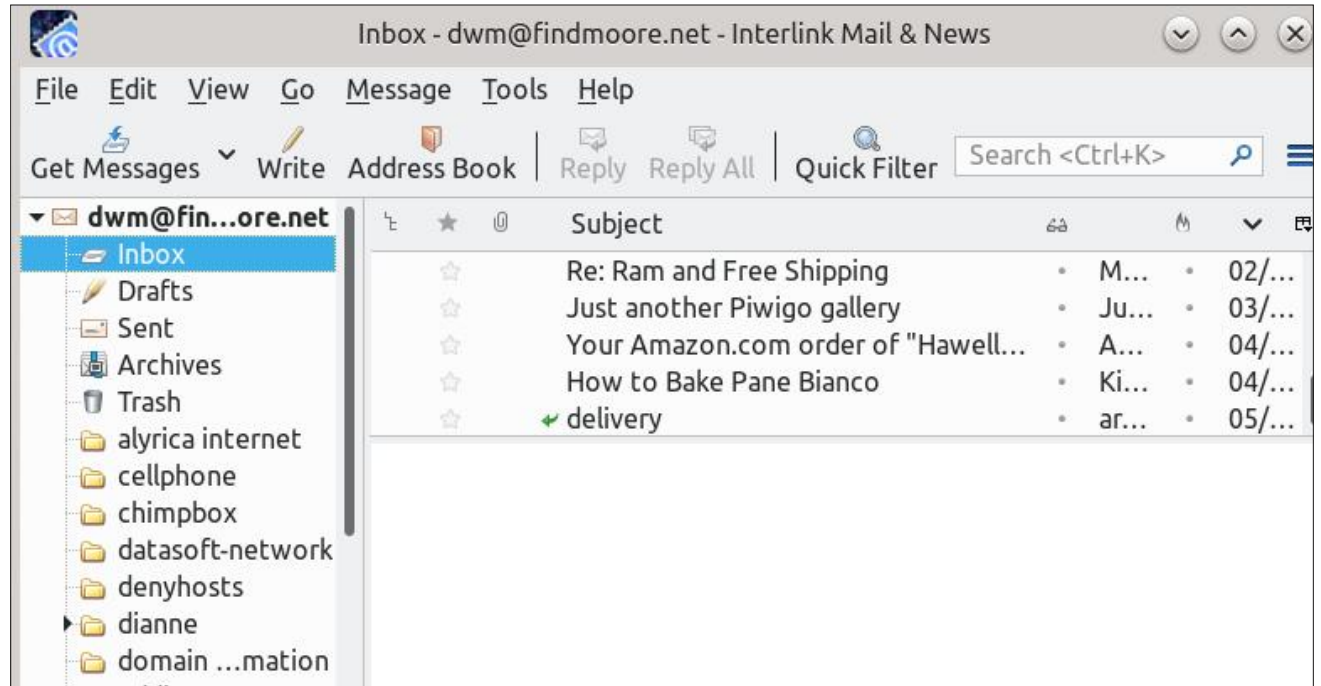 Inbox - dwm@findmoore.net - Interlink Mail & News
File Edit View Go Message Tools Help
Get Messages Write Address Book Reply Reply All Quick Filter Search <Ctrl+K>
dwm@fin...ore.net Subject
Inbox
Re: Ram and Free Shipping M... 02/...
Drafts
Just another Piwigo gallery Ju... 03/...
Sent
Your Amazon.com order of "Hawell... A... 04/...
Archives
How to Bake Pane Bianco Ki... 04/...
Trash
delivery ar... 05/...
alyrica internet
cellphone
chimpbox
datasoft-network
denyhosts
dianne
domain ...mation